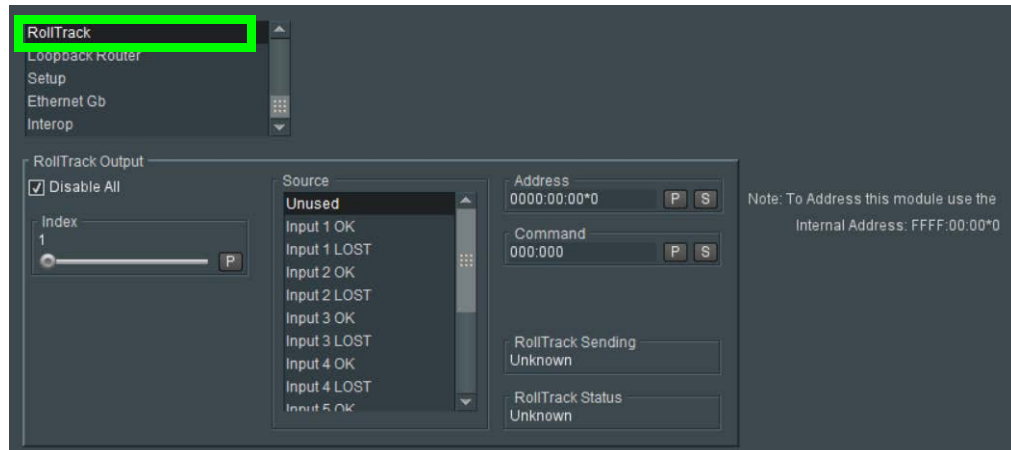 RollTrack
Loopback Router
Setup
Ethernet Gb
Interop
RollTrack Output
Disable All
Index
1
P
Source
Unused
Input 1 OK
Input 1 LOST
Input 2 OK
Input 2 LOST
Input 3 OK
Input 3 LOST
Input 4 OK
Input 4 LOST
Input 5 OK
Address
0000:00:00*0 P S
Command
000:000 P S
RollTrack Sending
Unknown
RollTrack Status
Unknown
Note: To Address this module use the
Internal Address: FFFF:00:00*0